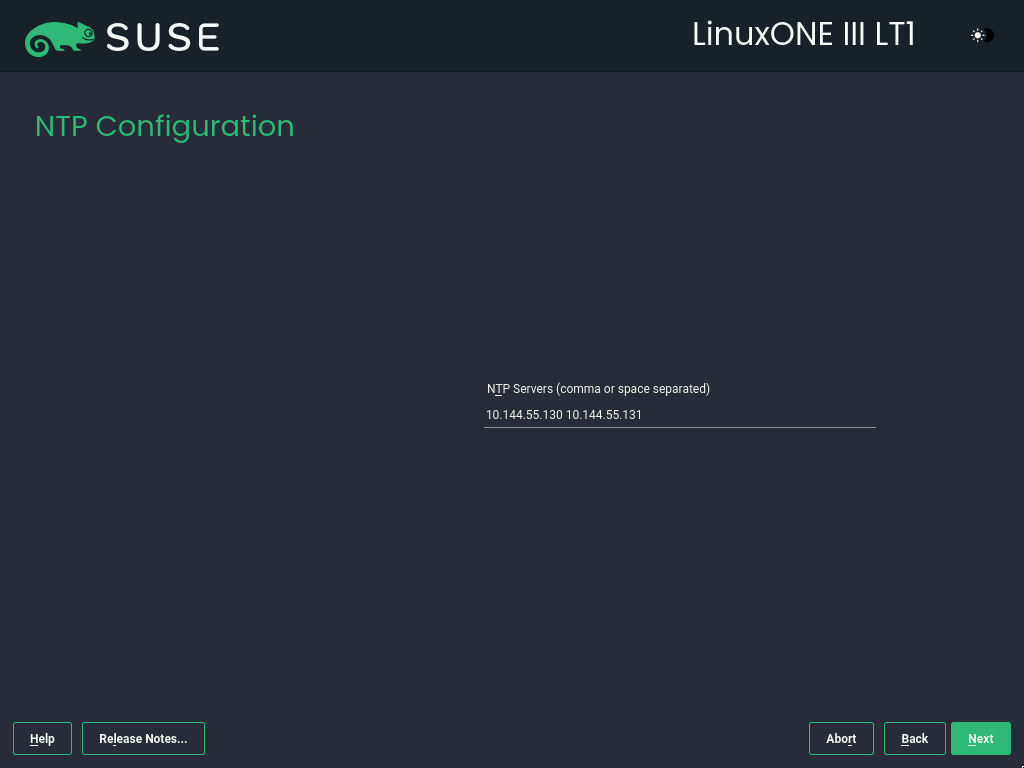 SUSE
LinuxONE III LT1
NTP Configuration
NTP Servers (comma or space separated)
10.144.55.130 10.144.55.131
Help
Release Notes...
Abort
Back
Next